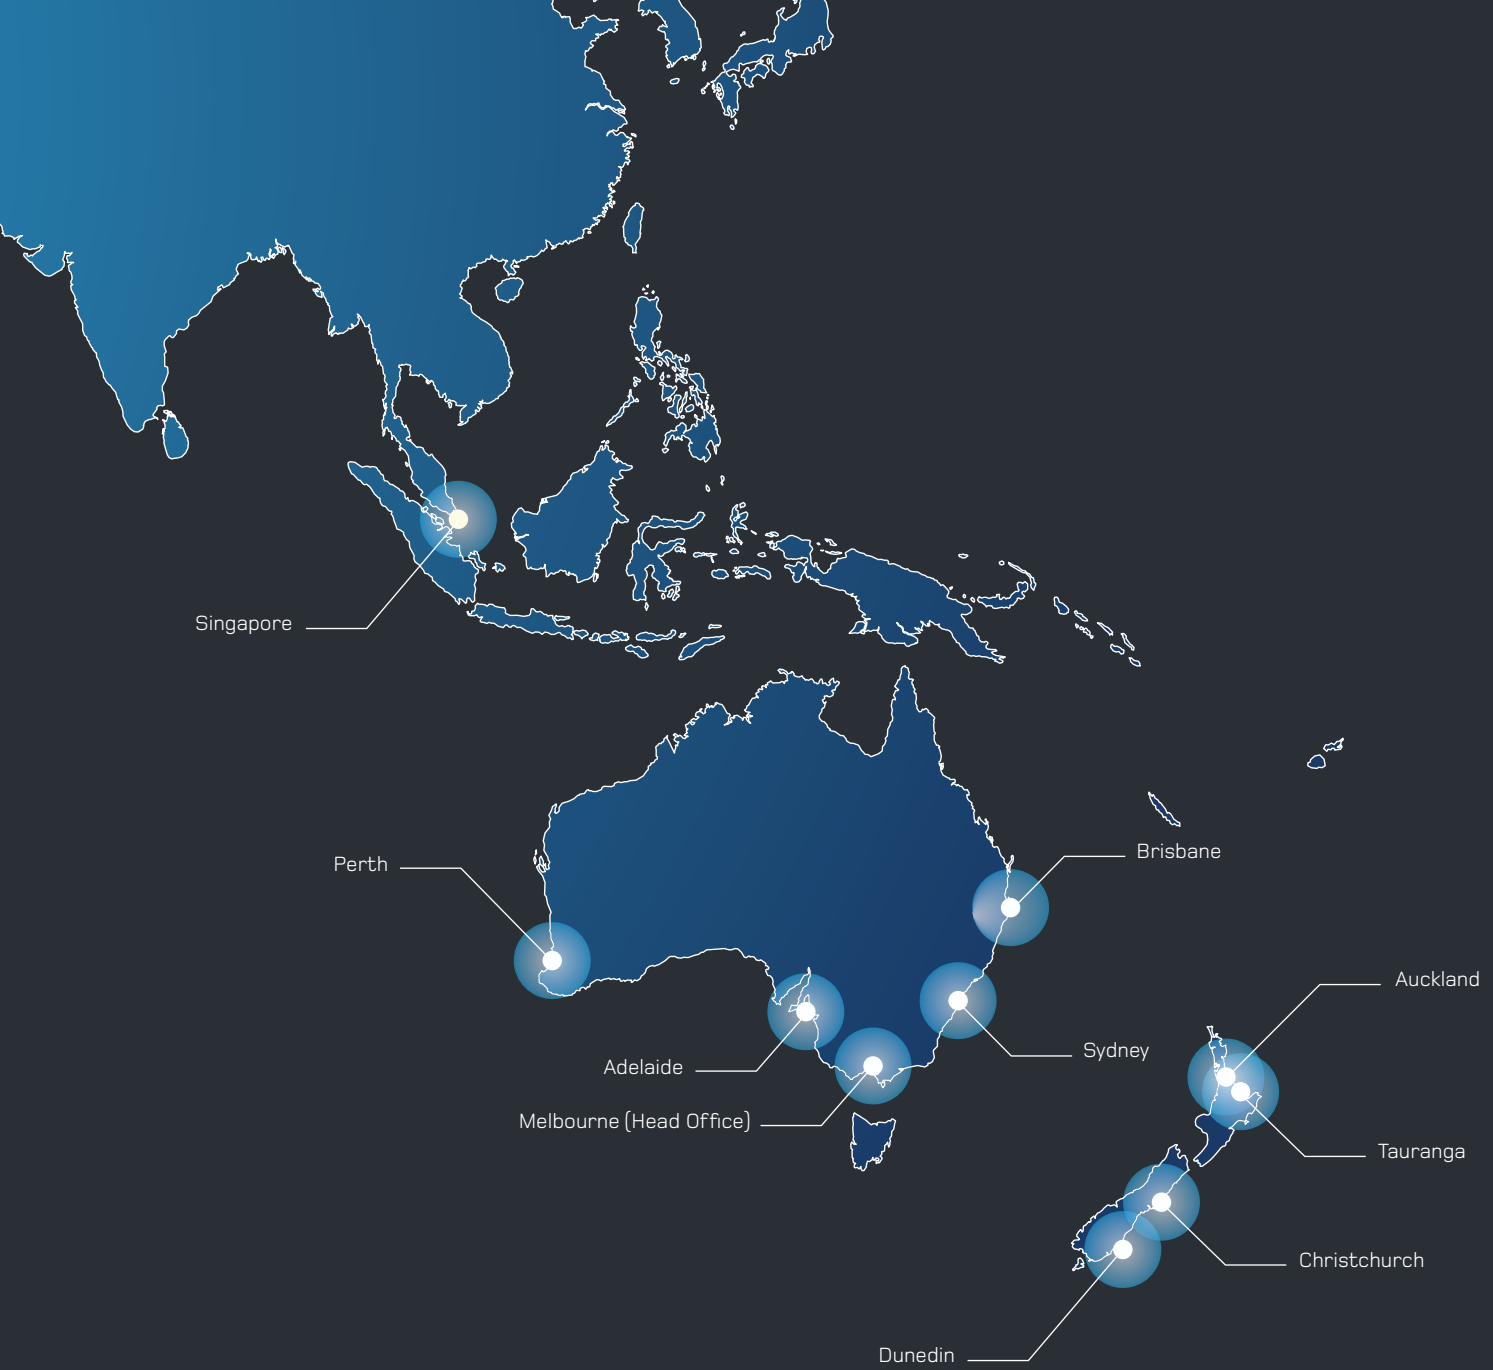 Singapore
Brisbane
Perth
Auckland
Sydney
Adelaide
Melbourne (Head Office)
Tauranga
Christchurch
Dunedin